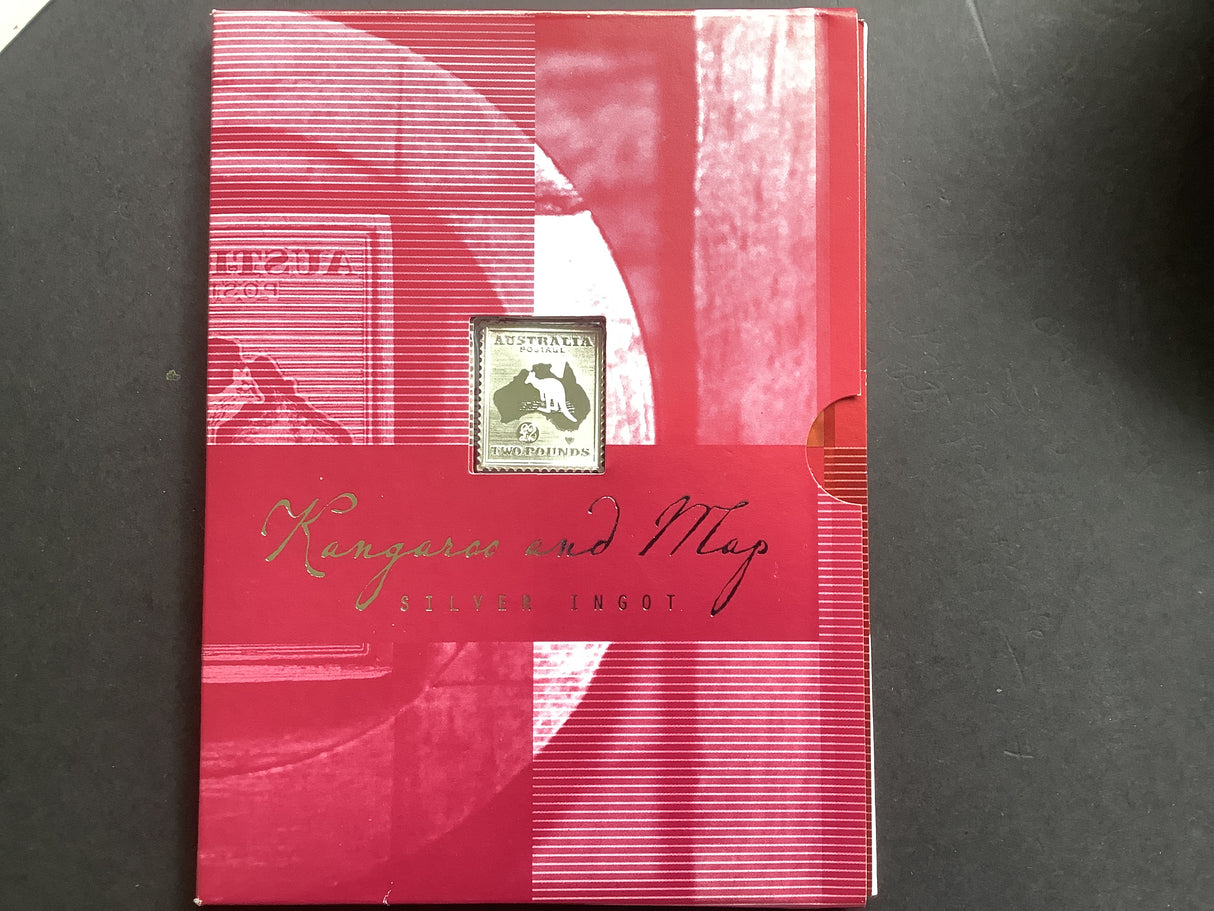 AUSTRALIA
POSTAGE
£2
TWO POUNDS
Kangaroo and Map
SILVER INGOT